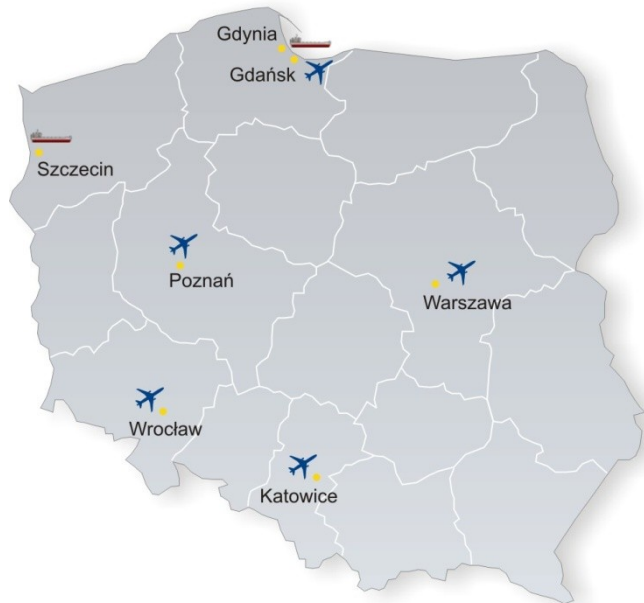 Gdynia
Gdańsk
Szczecin
Poznań
Warszawa
Wrocław
Katowice